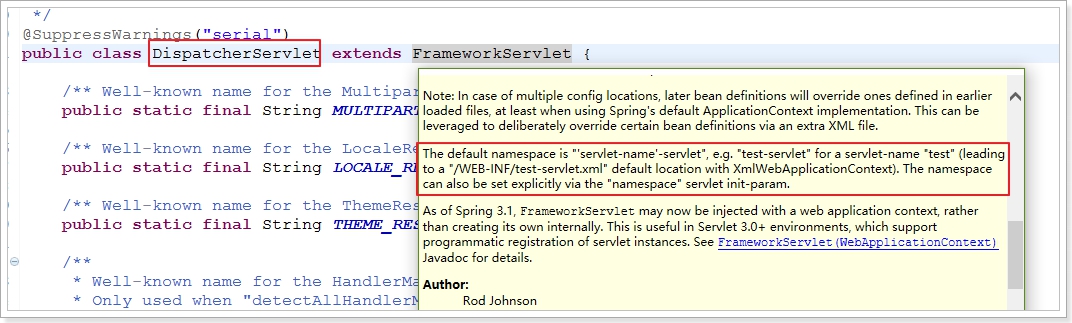 */
@SuppressWarnings("serial")
public class DispatcherServlet extends FrameworkServlet {
/** Well-known name for the Multipar
public static final String MULTIPART
/** Well-known name for the LocaleRe
public static final String LOCALE_RE
/** Well-known name for the ThemeRes
public static final String THEME_RES
/**
* Well-known name for the HandlerMa
* Only used when "detectAllHandlerM
Note: In case of multiple config locations, later bean definitions will override ones defined in earlier
loaded files, at least when using Spring's default ApplicationContext implementation. This can be
leveraged to deliberately override certain bean definitions via an extra XML file.
The default namespace is "'servlet-name'-servlet", e.g. "test-servlet" for a servlet-name "test" (leading
to a "/WEB-INF/test-servlet.xml" default location with XmlWebApplicationContext). The namespace
can also be set explicitly via the "namespace" servlet init-param.
As of Spring 3.1, FrameworkServlet may now be injected with a web application context, rather
than creating its own internally. This is useful in Servlet 3.0+ environments, which support
programmatic registration of servlet instances. See FrameworkServlet(WebApplicationContext)
Javadoc for details.
Author:
Rod Johnson